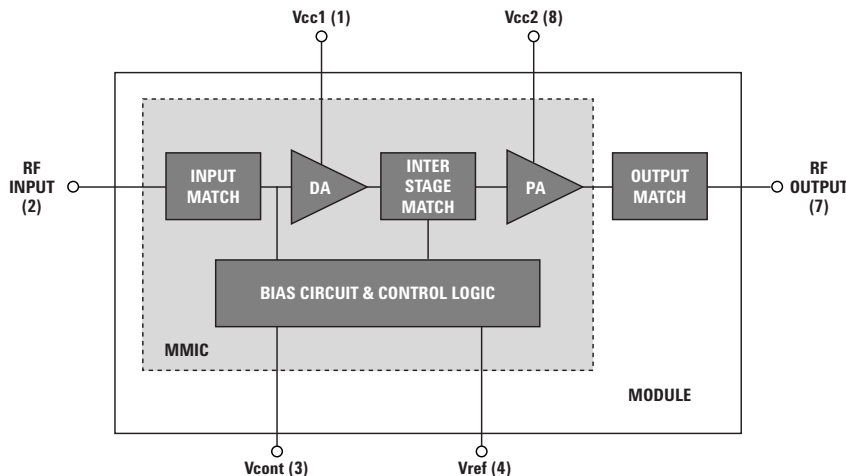 Vcc1 (1)
Vcc2 (8)
RF
INPUT
(2)
INPUT
MATCH
DA
INTER
STAGE
MATCH
PA
OUTPUT
MATCH
RF
OUTPUT
(7)
BIAS CIRCUIT & CONTROL LOGIC
MMIC
MODULE
Vcont (3)
Vref (4)